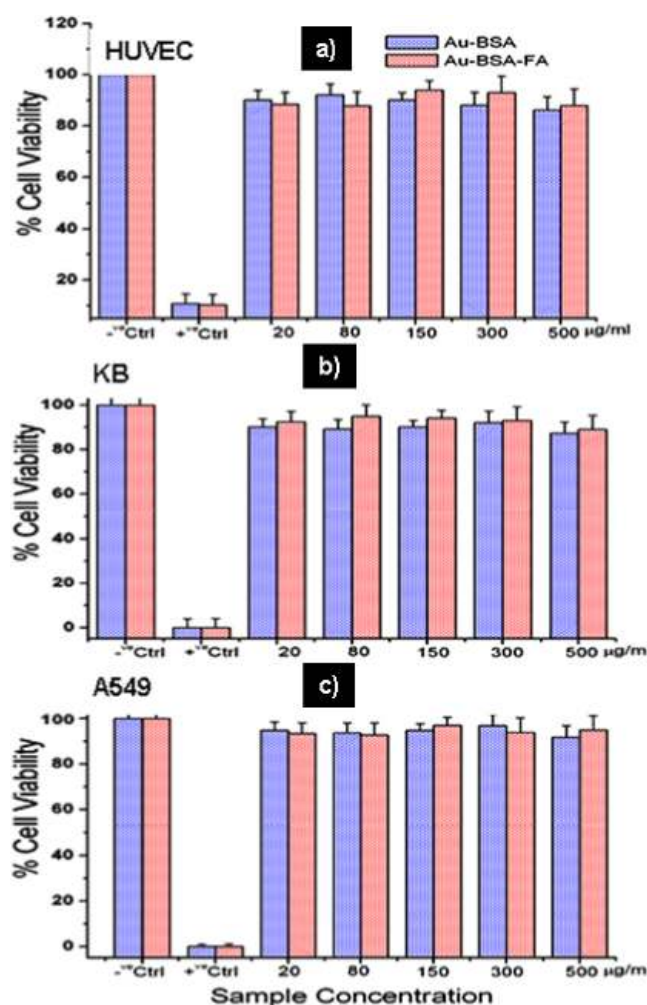 HUVEC
a)
Au-BSA
Au-BSA-FA
% Cell Viability
120
100
80
60
40
20
-veCtrl +veCtrl 20 80 150 300 500 µg/ml
KB
b)
% Cell Viability
100
80
60
40
20
0
-veCtrl +veCtrl 20 80 150 300 500 µg/m
A549
c)
% Cell Viability
100
80
60
40
20
0
-veCtrl +veCtrl 20 80 150 300 500 µg/m
Sample Concentration